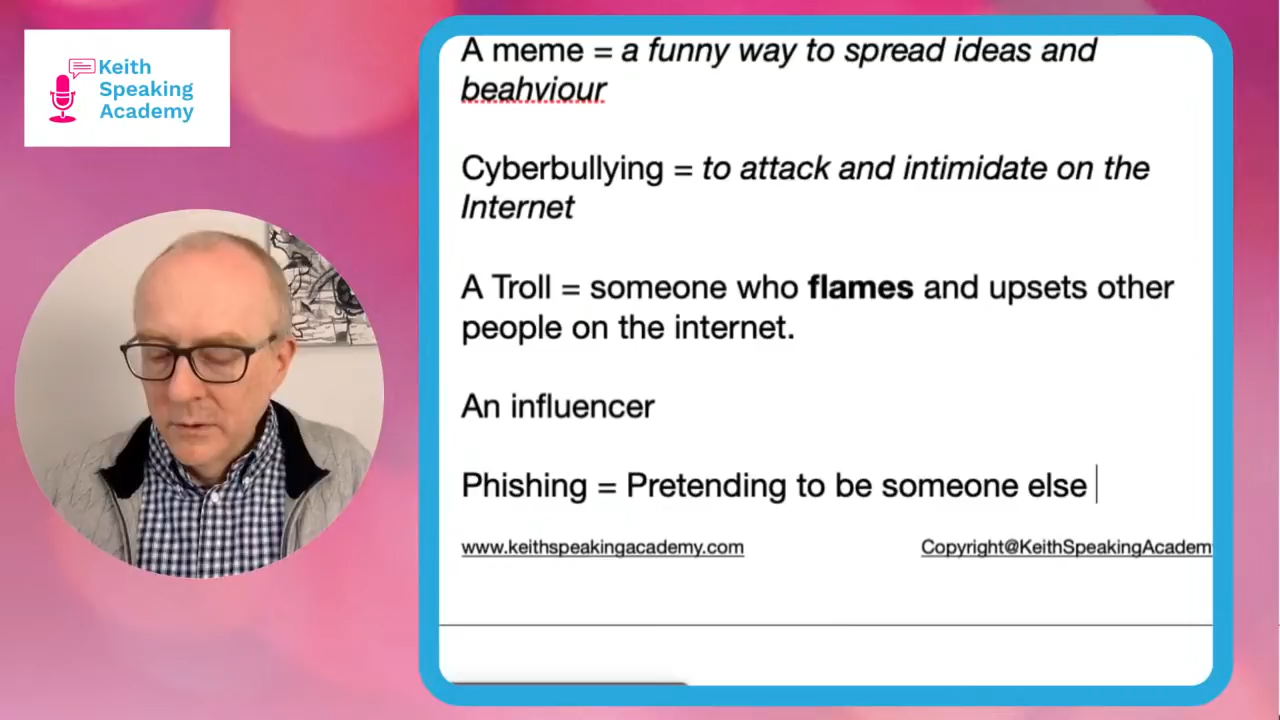 Keith
Speaking
Academy
A meme = a funny way to spread ideas and
beahviour
Cyberbullying = to attack and intimidate on the
Internet
A Troll = someone who flames and upsets other
people on the internet.
An influencer
Phishing = Pretending to be someone else
www.keithspeakingacademy.com
Copyright@KeithSpeakingAcadem